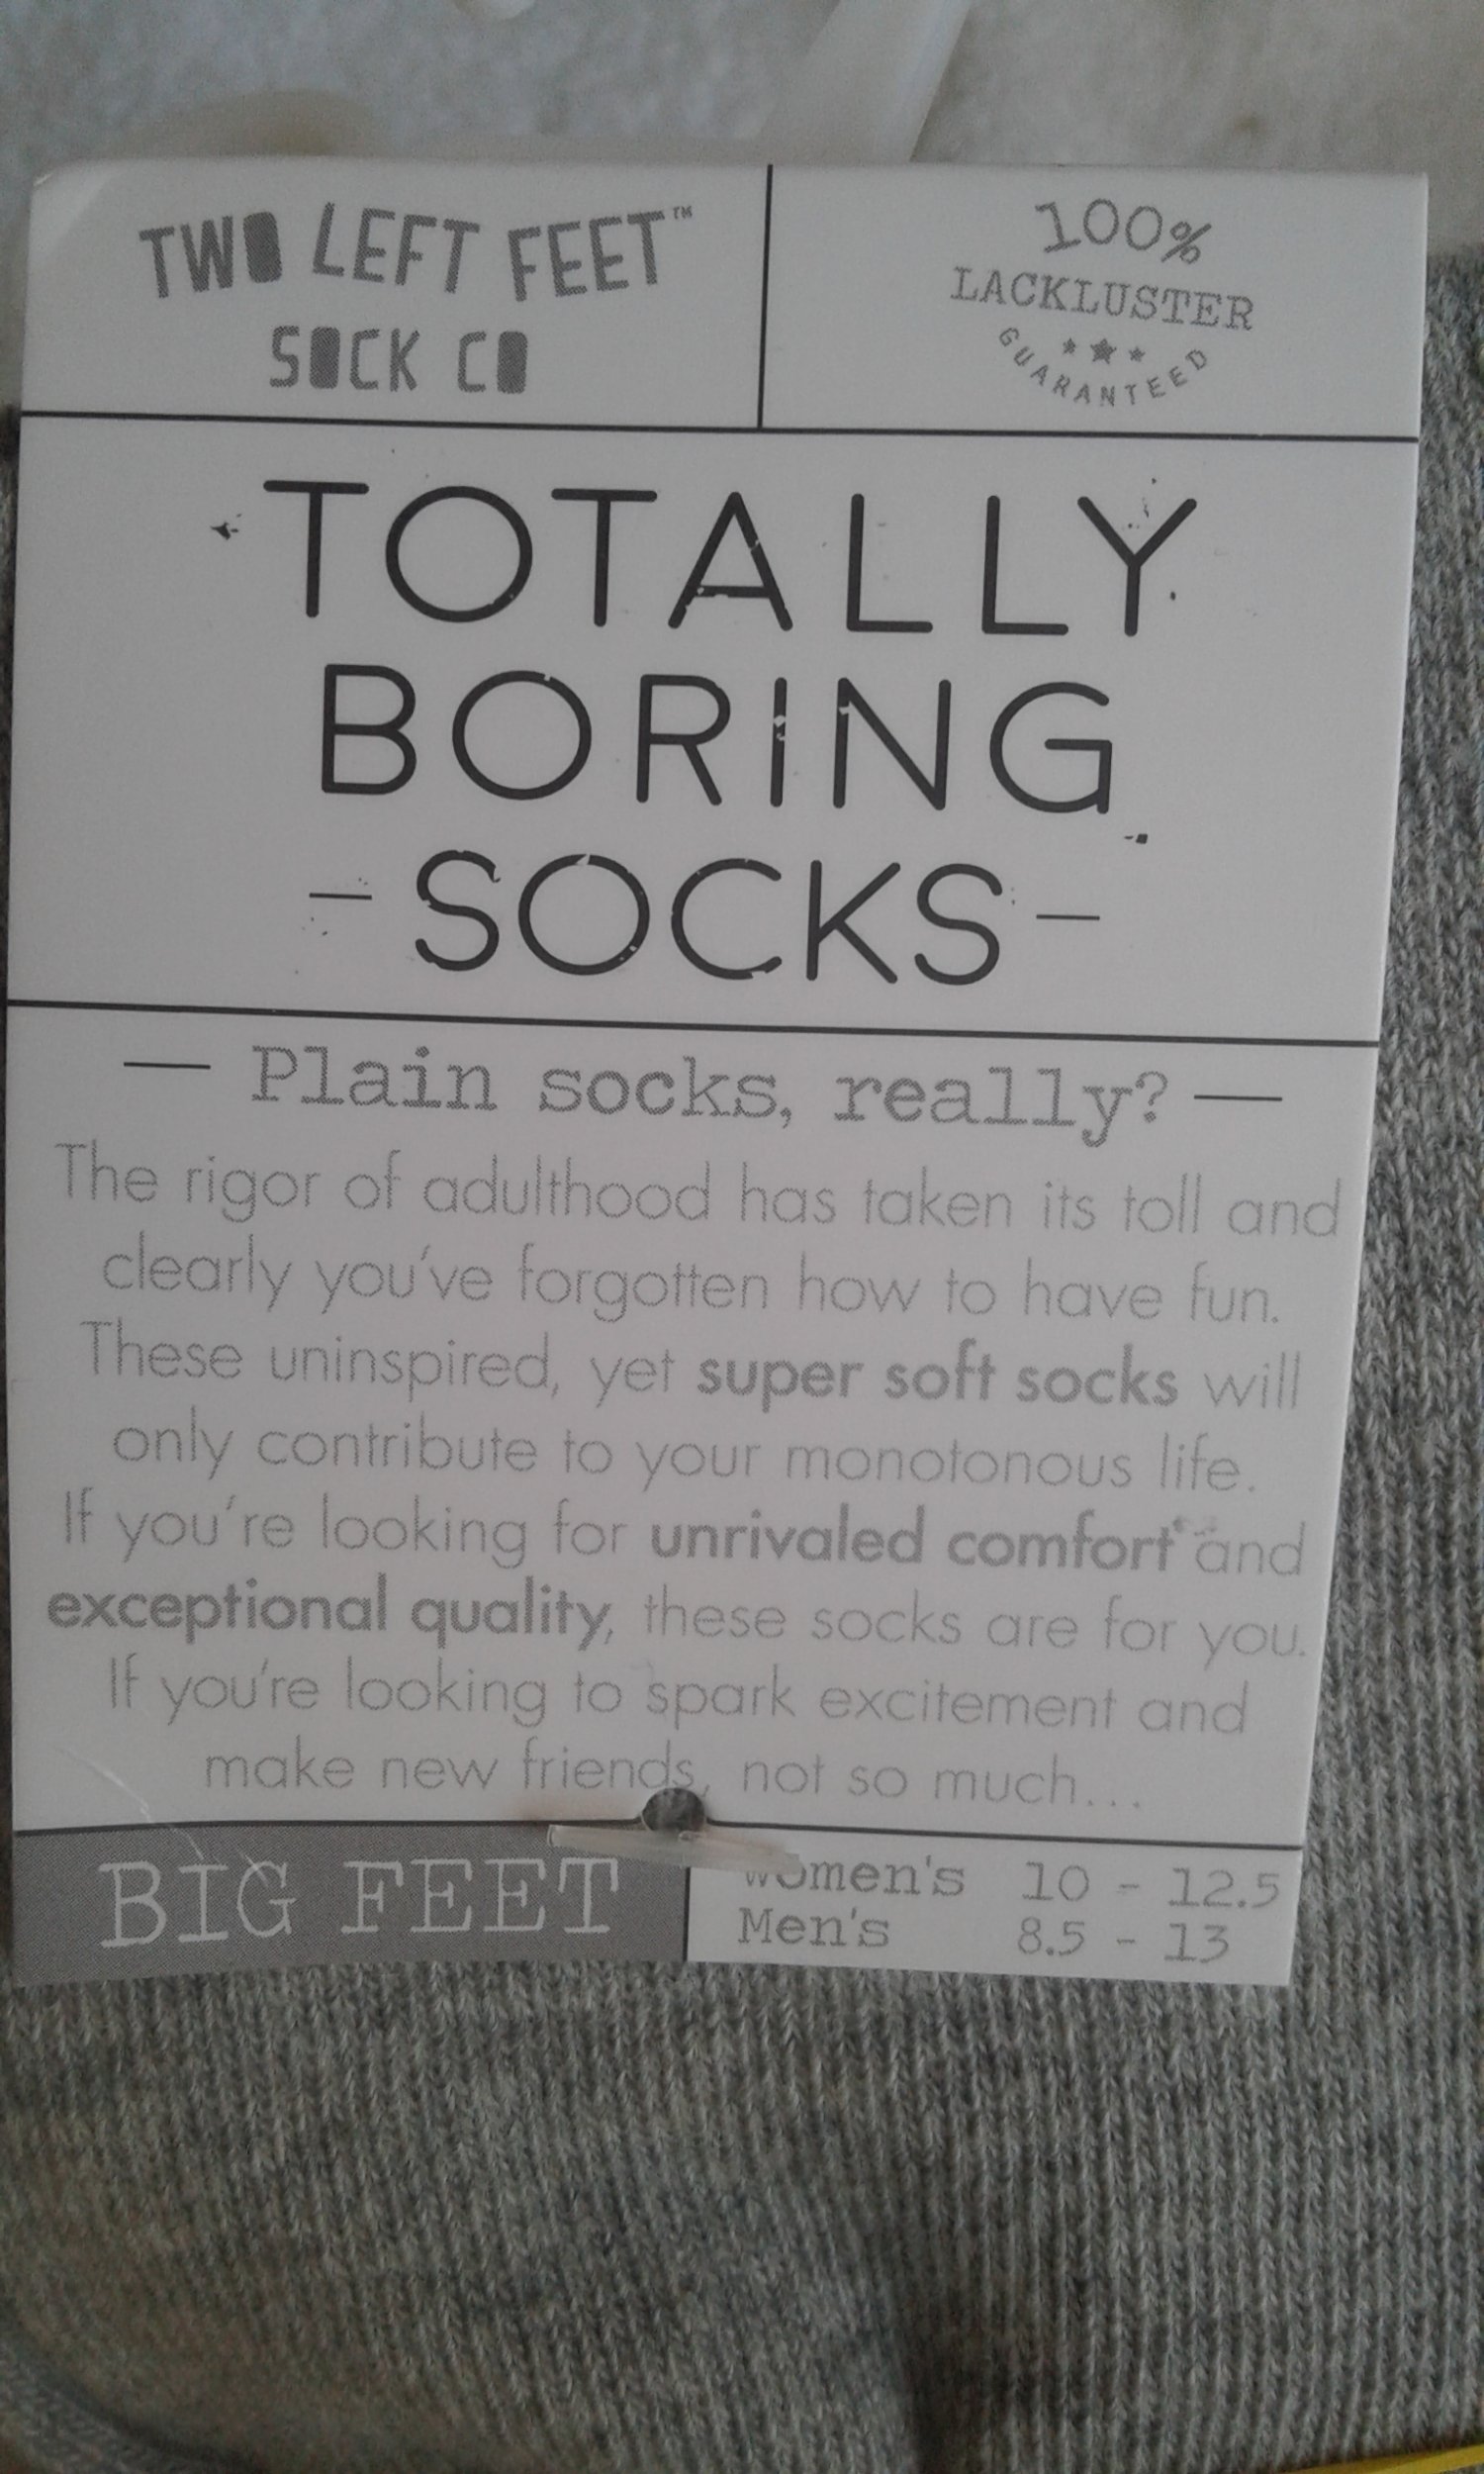 TWO LEFT FEET™
SOCK CO
100%
LACKLUSTER
GUARANTEED
TOTALLY
BORING
-SOCKS-
— Plain socks, really? —
The rigor of adulthood has taken its toll and
clearly you've forgotten how to have fun.
These uninspired, yet super soft socks will
only contribute to your monotonous life.
If you're looking for unrivaled comfort and
exceptional quality, these socks are for you.
If you're looking to spark excitement and
make new friends, not so much...
BIG FEET
Women's 10 - 12.5
Men's 8.5 - 13